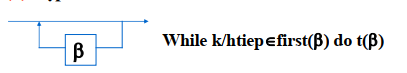 β
While k/htiep∈first(β) do t(β)